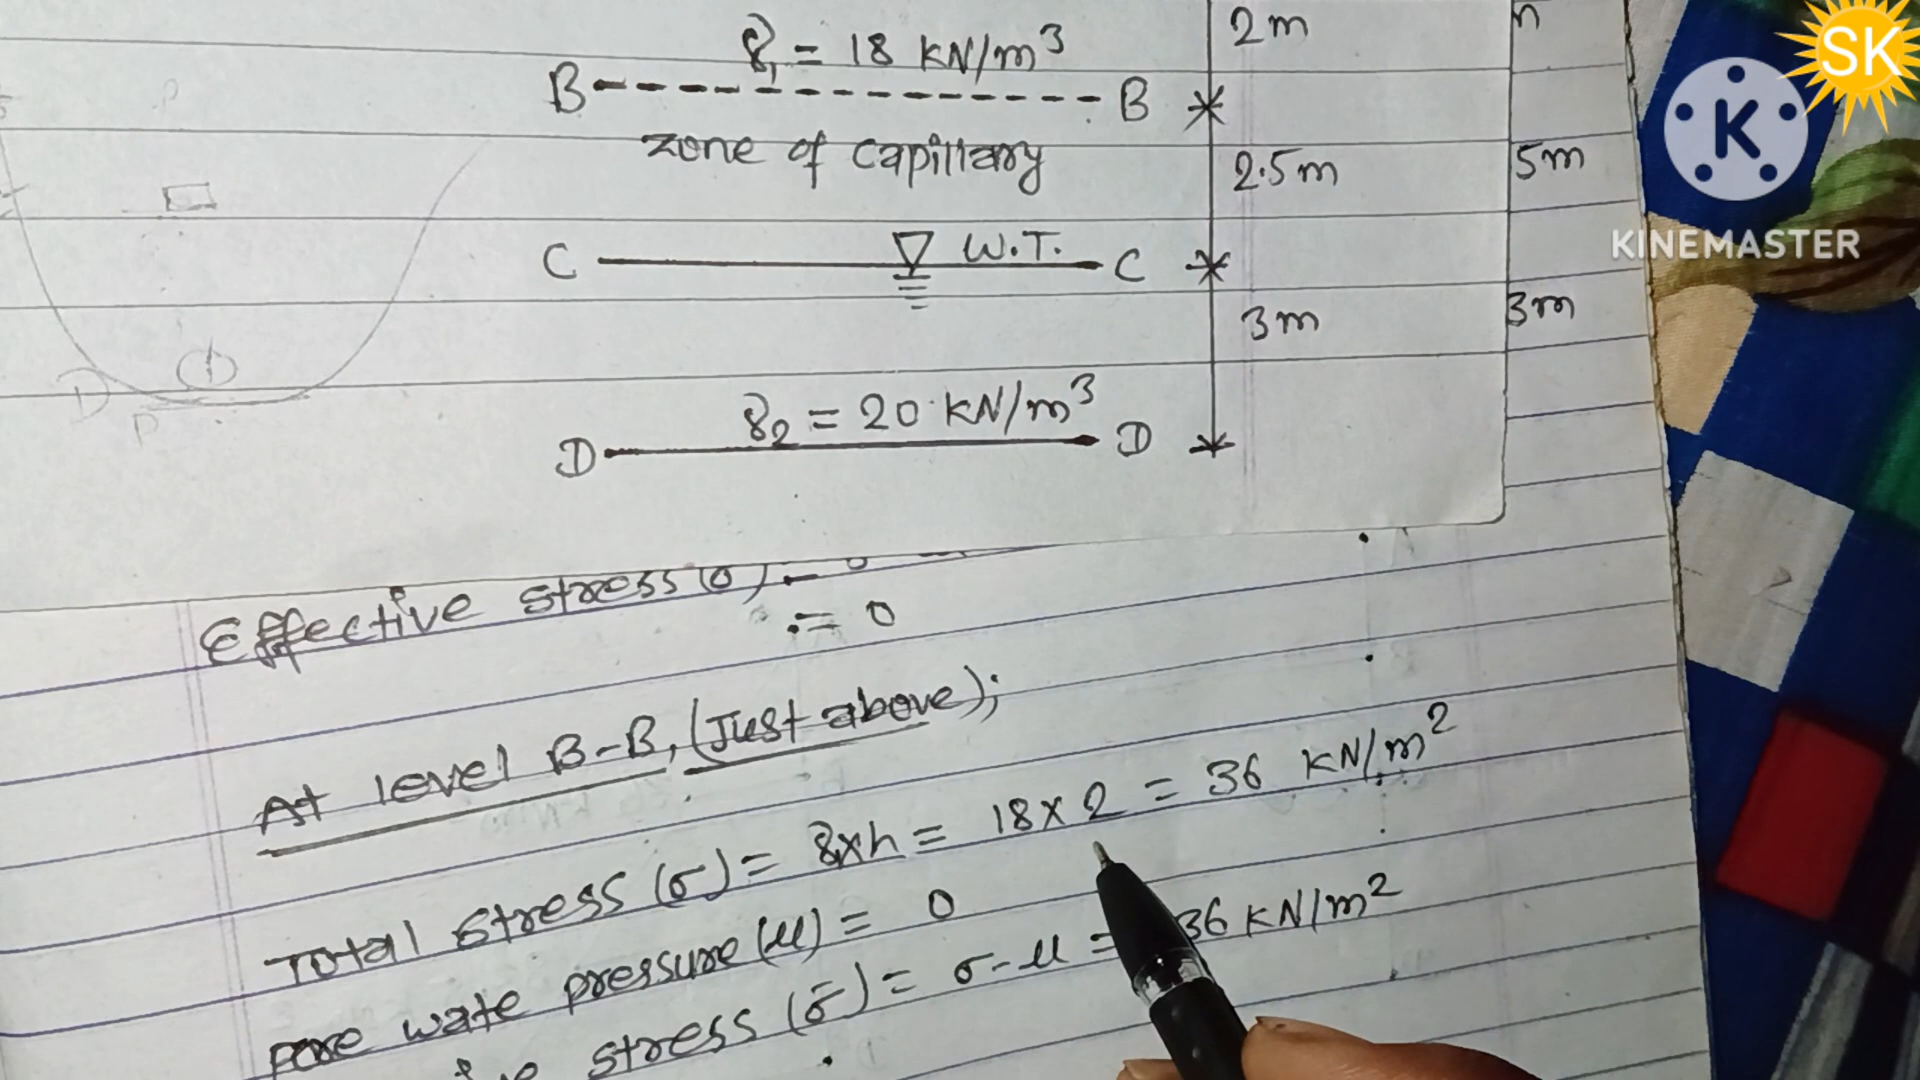 γ₁ = 18 KN/m³
2m
B B
zone of capillary
2.5m
5m
C W.T. C
3m
3m
γ₂ = 20 KN/m³
D D
Effective stress (σ̄) =
= 0
At level B-B, (Just above);
Total stress (σ) = γ₁×h = 18 × 2 = 36 KN/m²
pore wate pressure (u) = 0
stress (σ̄) = σ-u = 36 KN/m²
SK
K
KINEMASTER